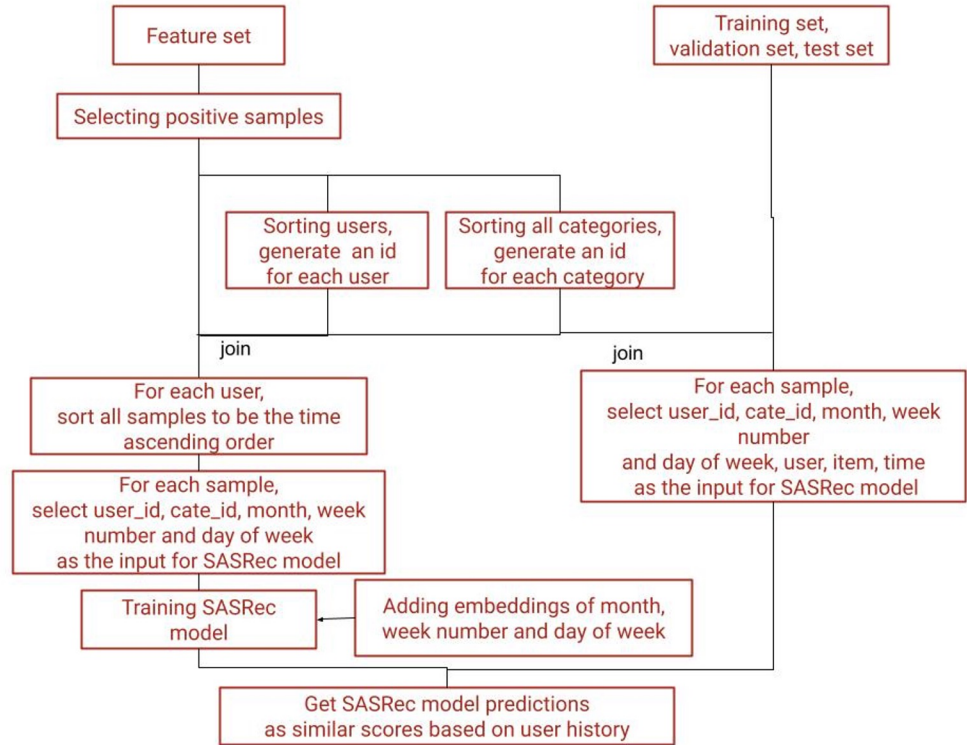 Feature set
Training set,
validation set, test set
Selecting positive samples
Sorting users,
generate an id
for each user
Sorting all categories,
generate an id
for each category
join
join
For each user,
sort all samples to be the time
ascending order
For each sample,
select user_id, cate_id, month, week
number
and day of week, user, item, time
as the input for SASRec model
For each sample,
select user_id, cate_id, month, week
number and day of week
as the input for SASRec model
Training SASRec
model
Adding embeddings of month,
week number and day of week
Get SASRec model predictions
as similar scores based on user history